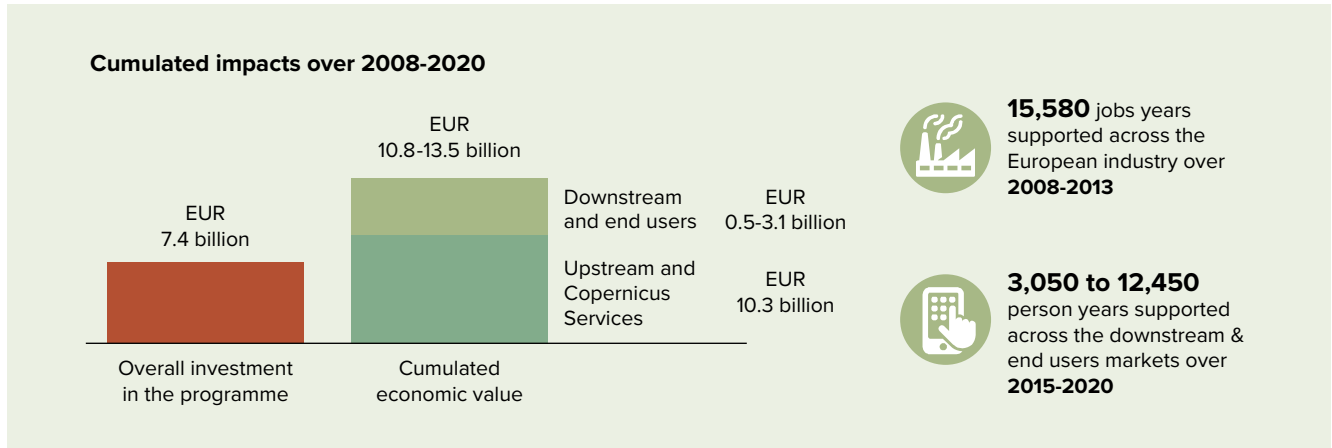 Cumulated impacts over 2008-2020
EUR
10.8-13.5 billion
EUR
7.4 billion
Downstream
and end users
EUR
0.5-3.1 billion
Upstream and
Copernicus
Services
EUR
10.3 billion
Overall investment
in the programme
Cumulated
economic value
15,580 jobs years
supported across the
European industry over
2008-2013
3,050 to 12,450
person years supported
across the downstream &
end users markets over
2015-2020